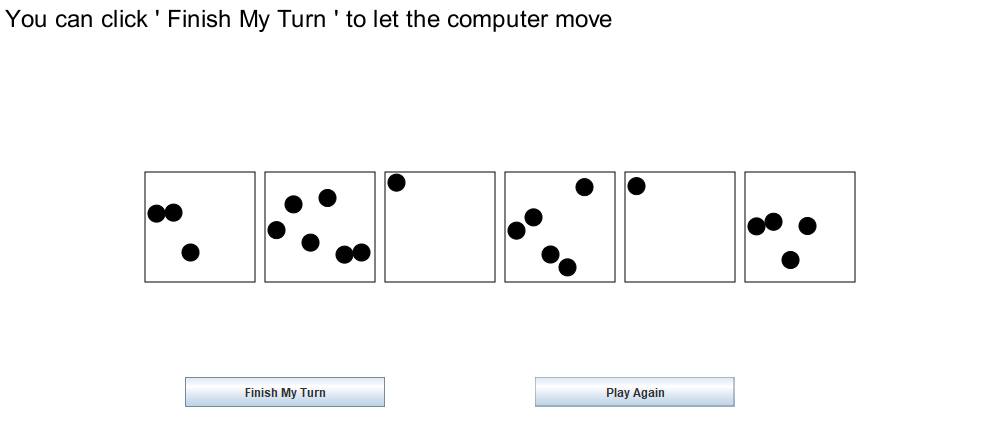 You can click ' Finish My Turn ' to let the computer move
Finish My Turn
Play Again